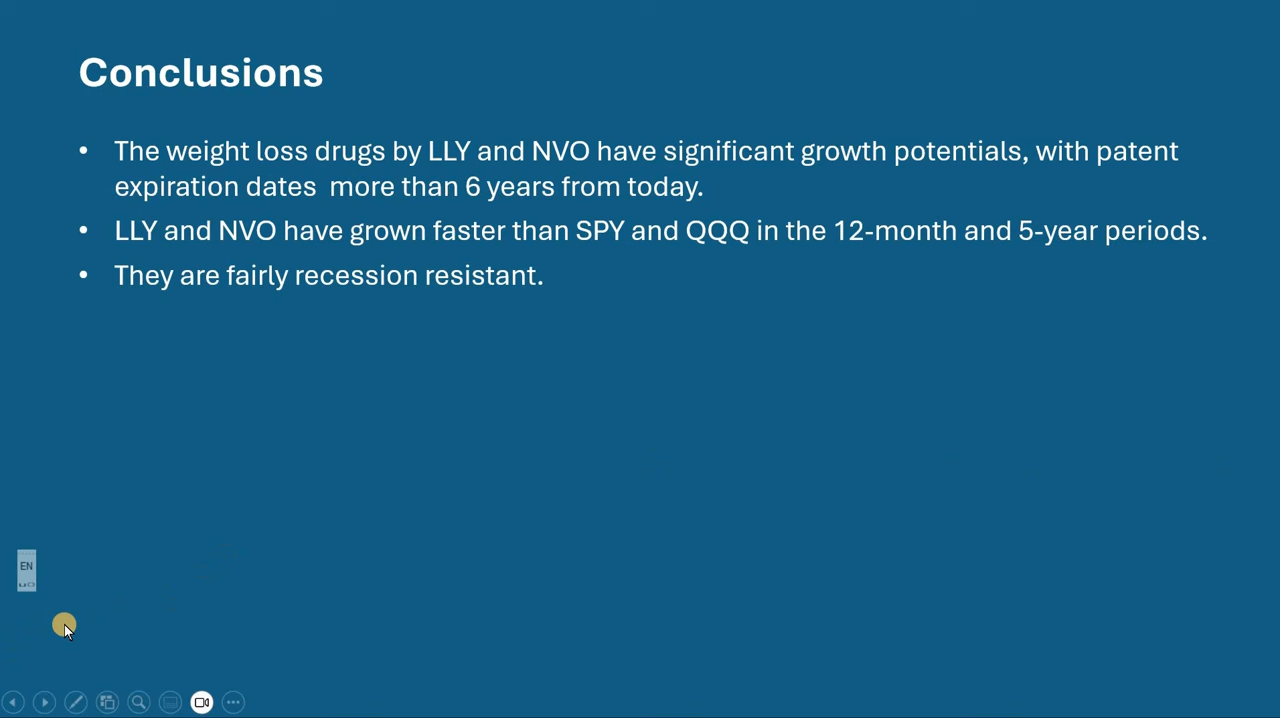 Conclusions
• The weight loss drugs by LLY and NVO have significant growth potentials, with patent
expiration dates  more than 6 years from today.
• LLY and NVO have grown faster than SPY and QQQ in the 12-month and 5-year periods.
• They are fairly recession resistant.
EN